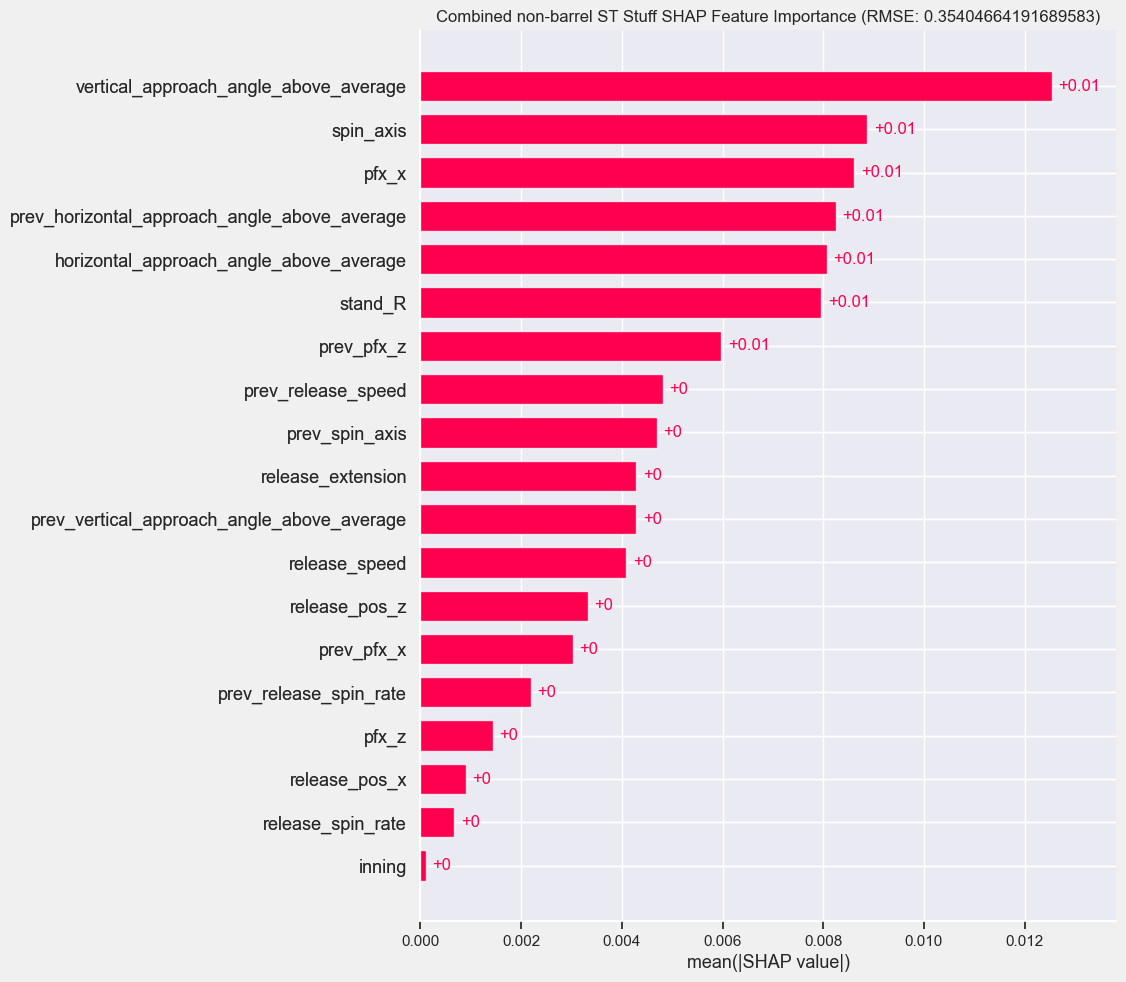 Combined non-barrel ST Stuff SHAP Feature Importance (RMSE: 0.35404664191689583)
vertical_approach_angle_above_average +0.01
spin_axis +0.01
pfx_x +0.01
prev_horizontal_approach_angle_above_average +0.01
horizontal_approach_angle_above_average +0.01
stand_R +0.01
prev_pfx_z +0.01
prev_release_speed +0
prev_spin_axis +0
release_extension +0
prev_vertical_approach_angle_above_average +0
release_speed +0
release_pos_z +0
prev_pfx_x +0
prev_release_spin_rate +0
pfx_z +0
release_pos_x +0
release_spin_rate +0
inning +0
0.000 0.002 0.004 0.006 0.008 0.010 0.012
mean(|SHAP value|)